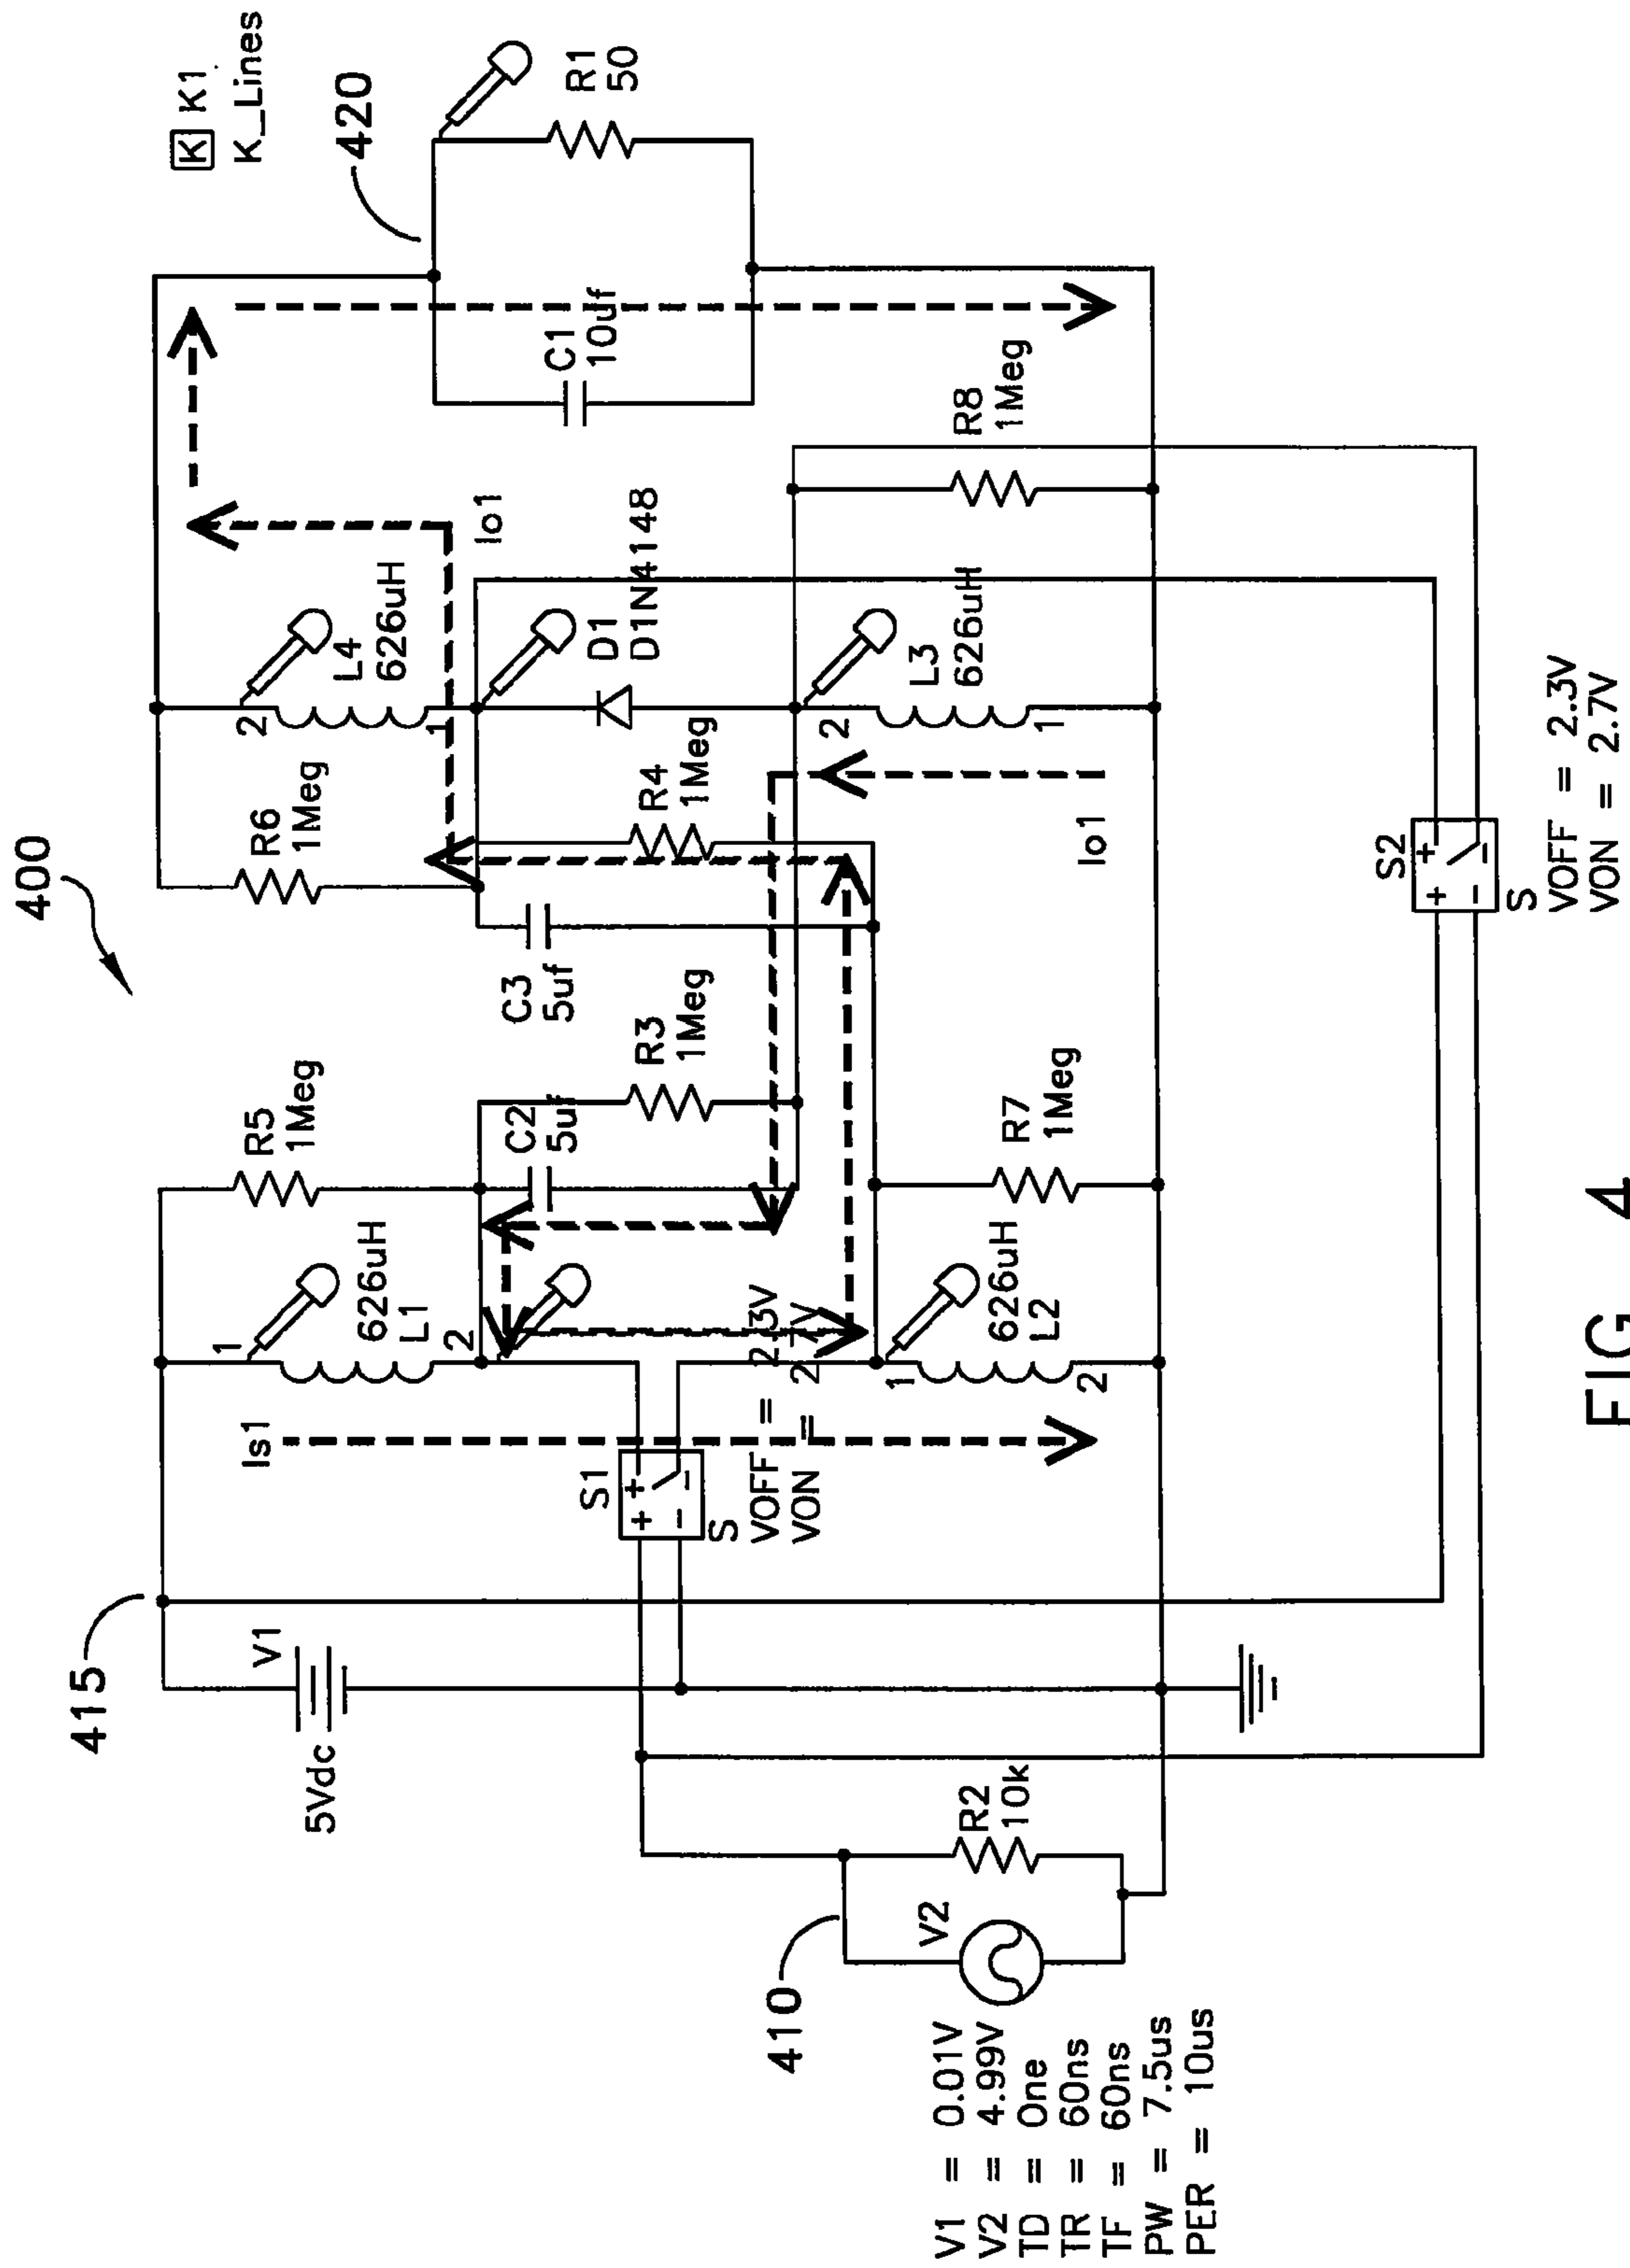 400
K K1
K_Lines
420
R1
50
C1
10uf
415
V1
5Vdc
Is1
1
626uH
L1
2
R5
1Meg
C2
5uf
R3
1Meg
C3
5uf
R6
1Meg
R4
1Meg
2
L4
626uH
1
Io1
D1
D1N4148
2
L3
626uH
1
R8
1Meg
S1
+ +
- -
S
VOFF = 2.3V
VON = 2.7V
1
626uH
L2
2
R7
1Meg
Io1
410
V2
R2
10k
V1 = 0.01V
V2 = 4.99V
TD = One
TR = 60ns
TF = 60ns
PW = 7.5us
PER = 10us
S2
+ +
- -
S
VOFF = 2.3V
VON = 2.7V
FIG. 4